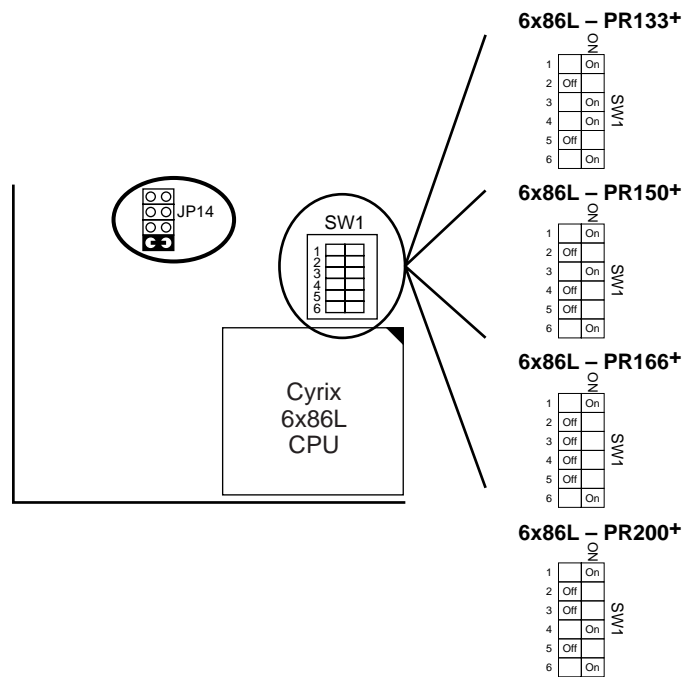 JP14
SW1
1
2
3
4
5
6
Cyrix
6x86L
CPU
6x86L – PR133+
ON
1 On
2 Off
3 On
4 On
5 Off
6 On
SW1
6x86L – PR150+
ON
1 On
2 Off
3 On
4 Off
5 Off
6 On
SW1
6x86L – PR166+
ON
1 On
2 Off
3 Off
4 Off
5 Off
6 On
SW1
6x86L – PR200+
ON
1 On
2 Off
3 Off
4 On
5 Off
6 On
SW1